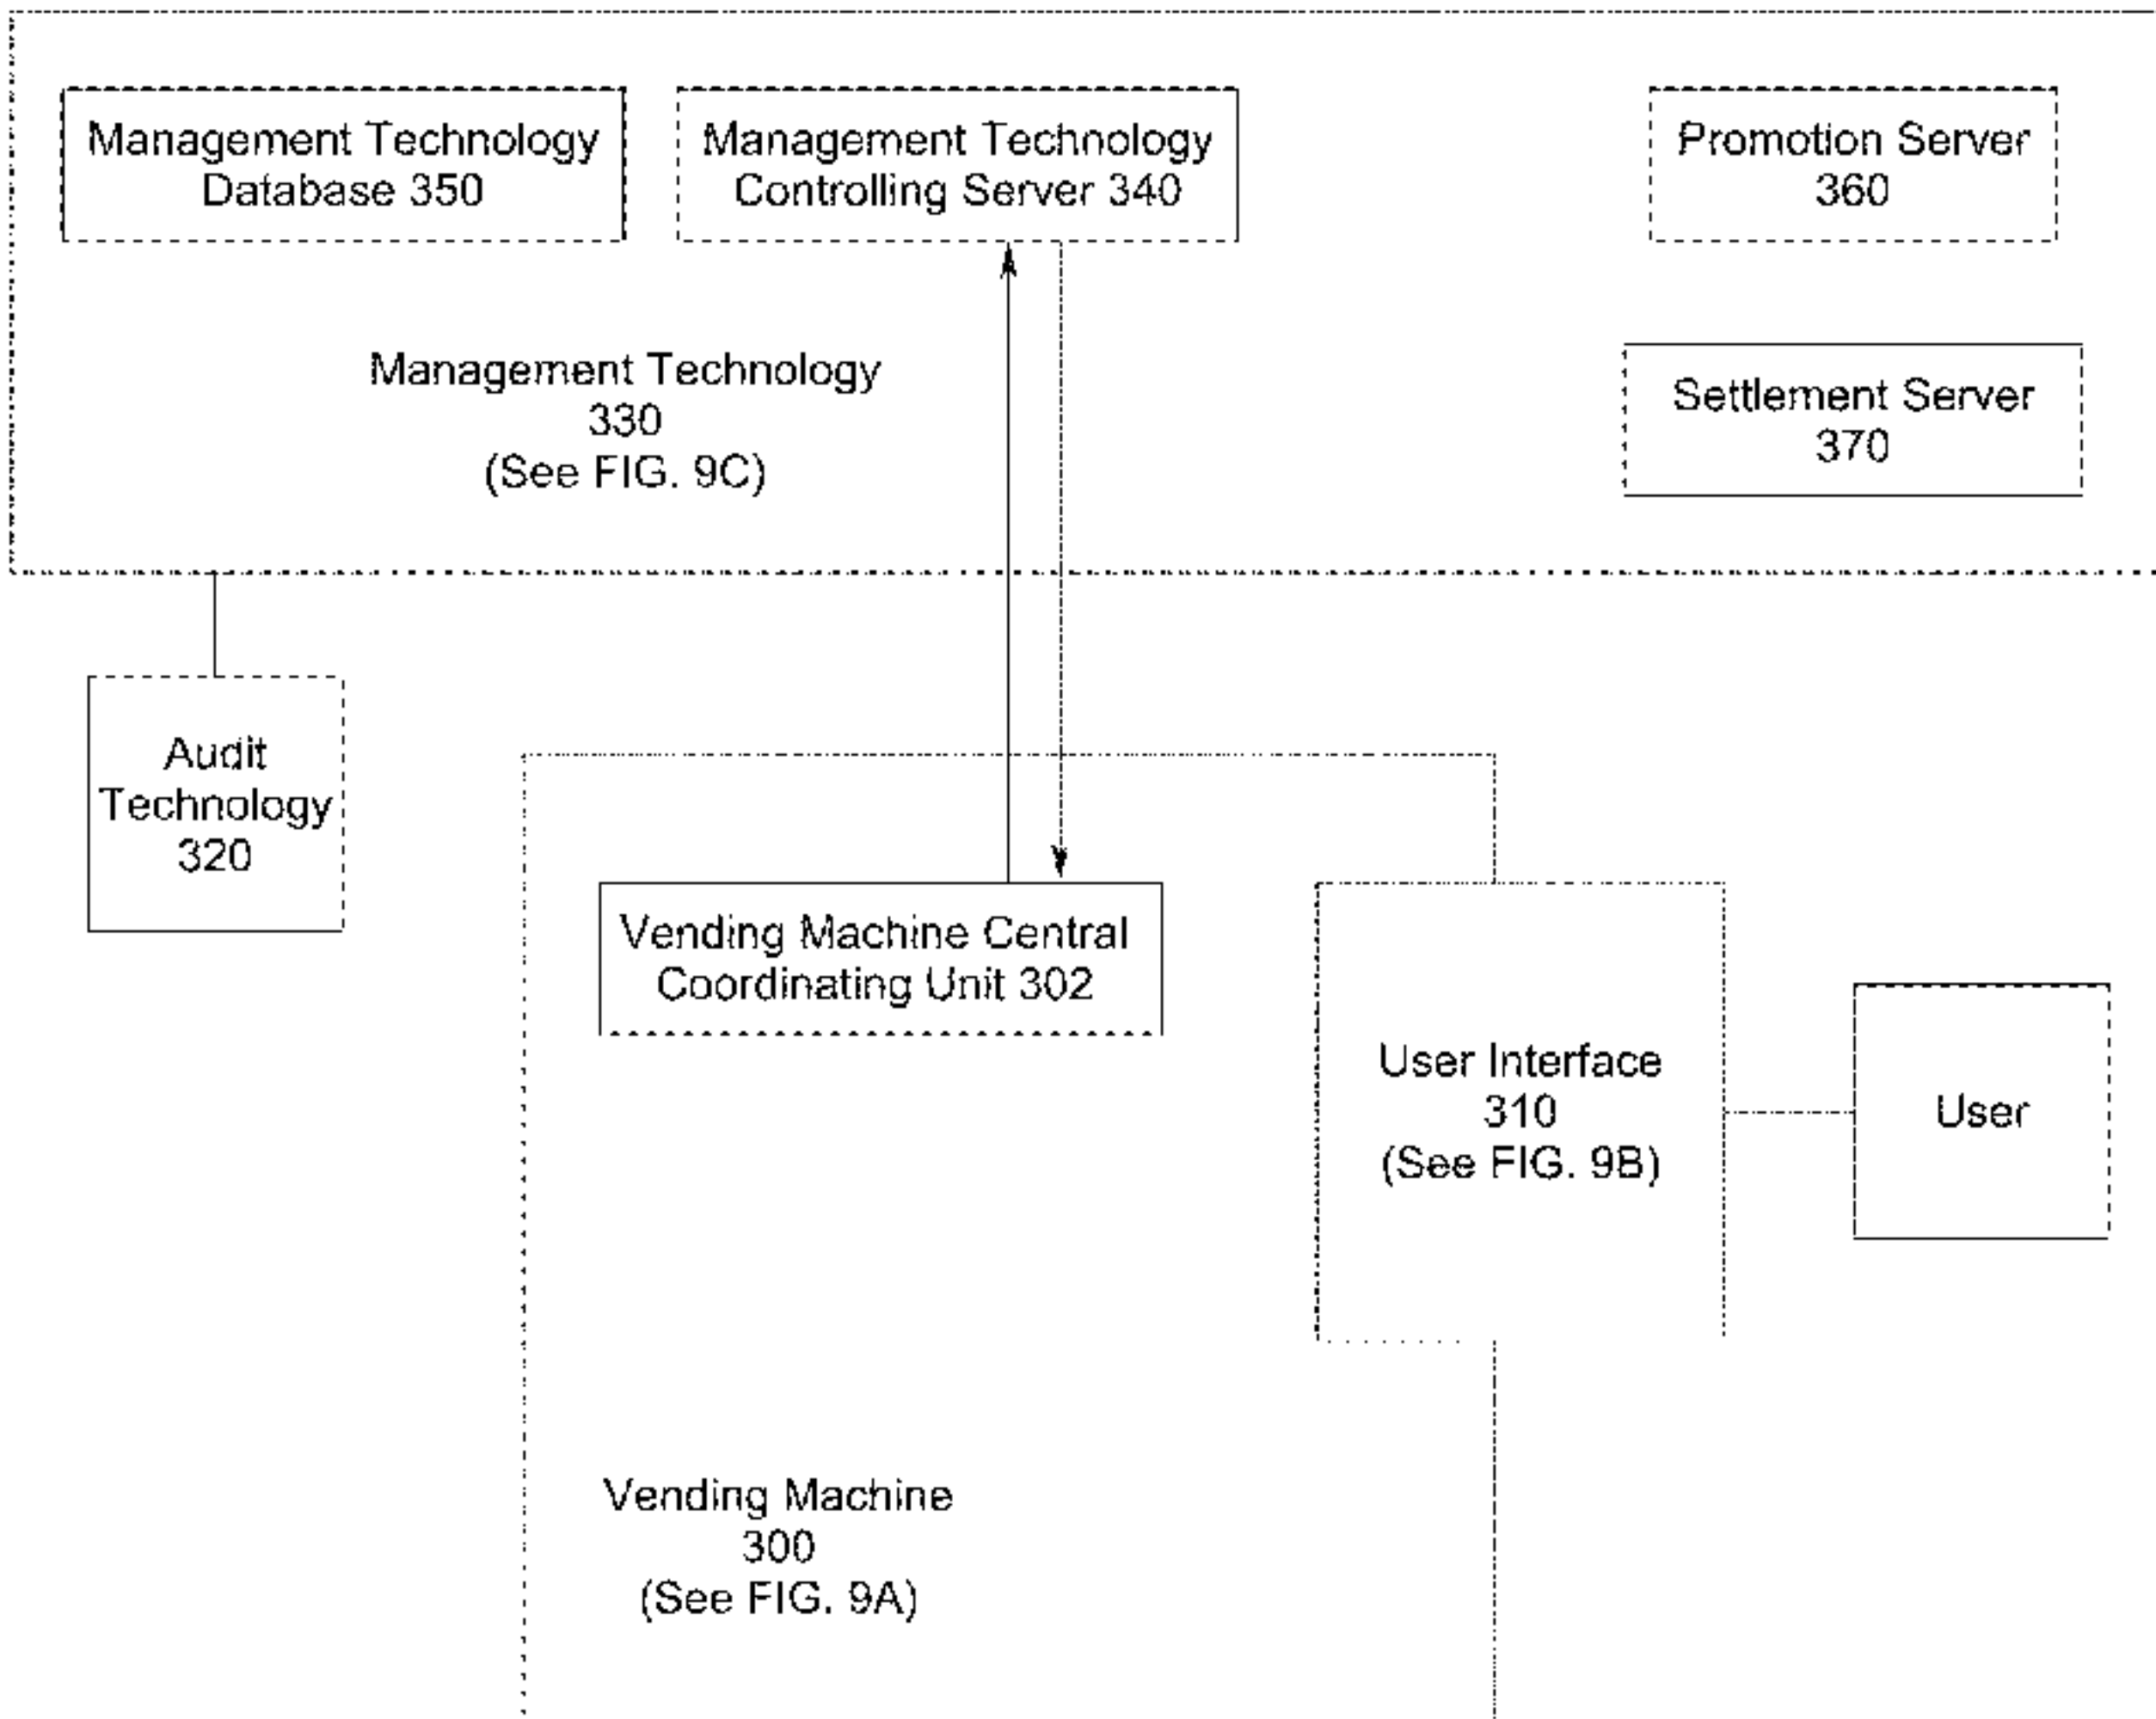 Management Technology
Database 350
Management Technology
Controlling Server 340
Promotion Server
360
Management Technology
330
(See FIG. 9C)
Settlement Server
370
Audit
Technology
320
Vending Machine Central
Coordinating Unit 302
User Interface
310
(See FIG. 9B)
User
Vending Machine
300
(See FIG. 9A)